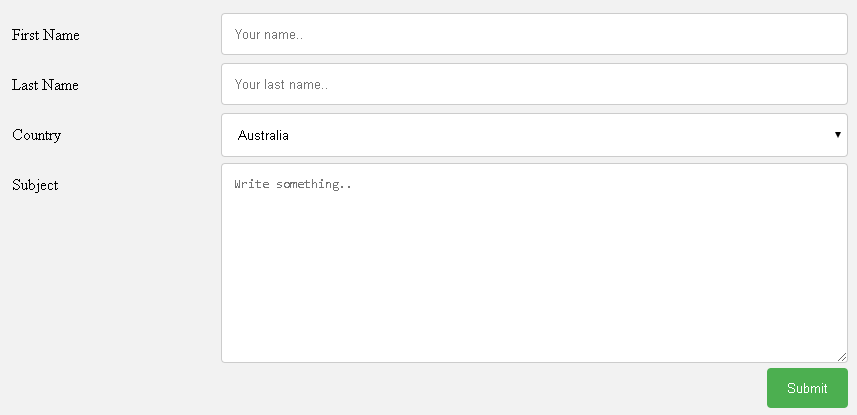 First Name Your name..
Last Name Your last name..
Country Australia
Subject Write something..
Submit